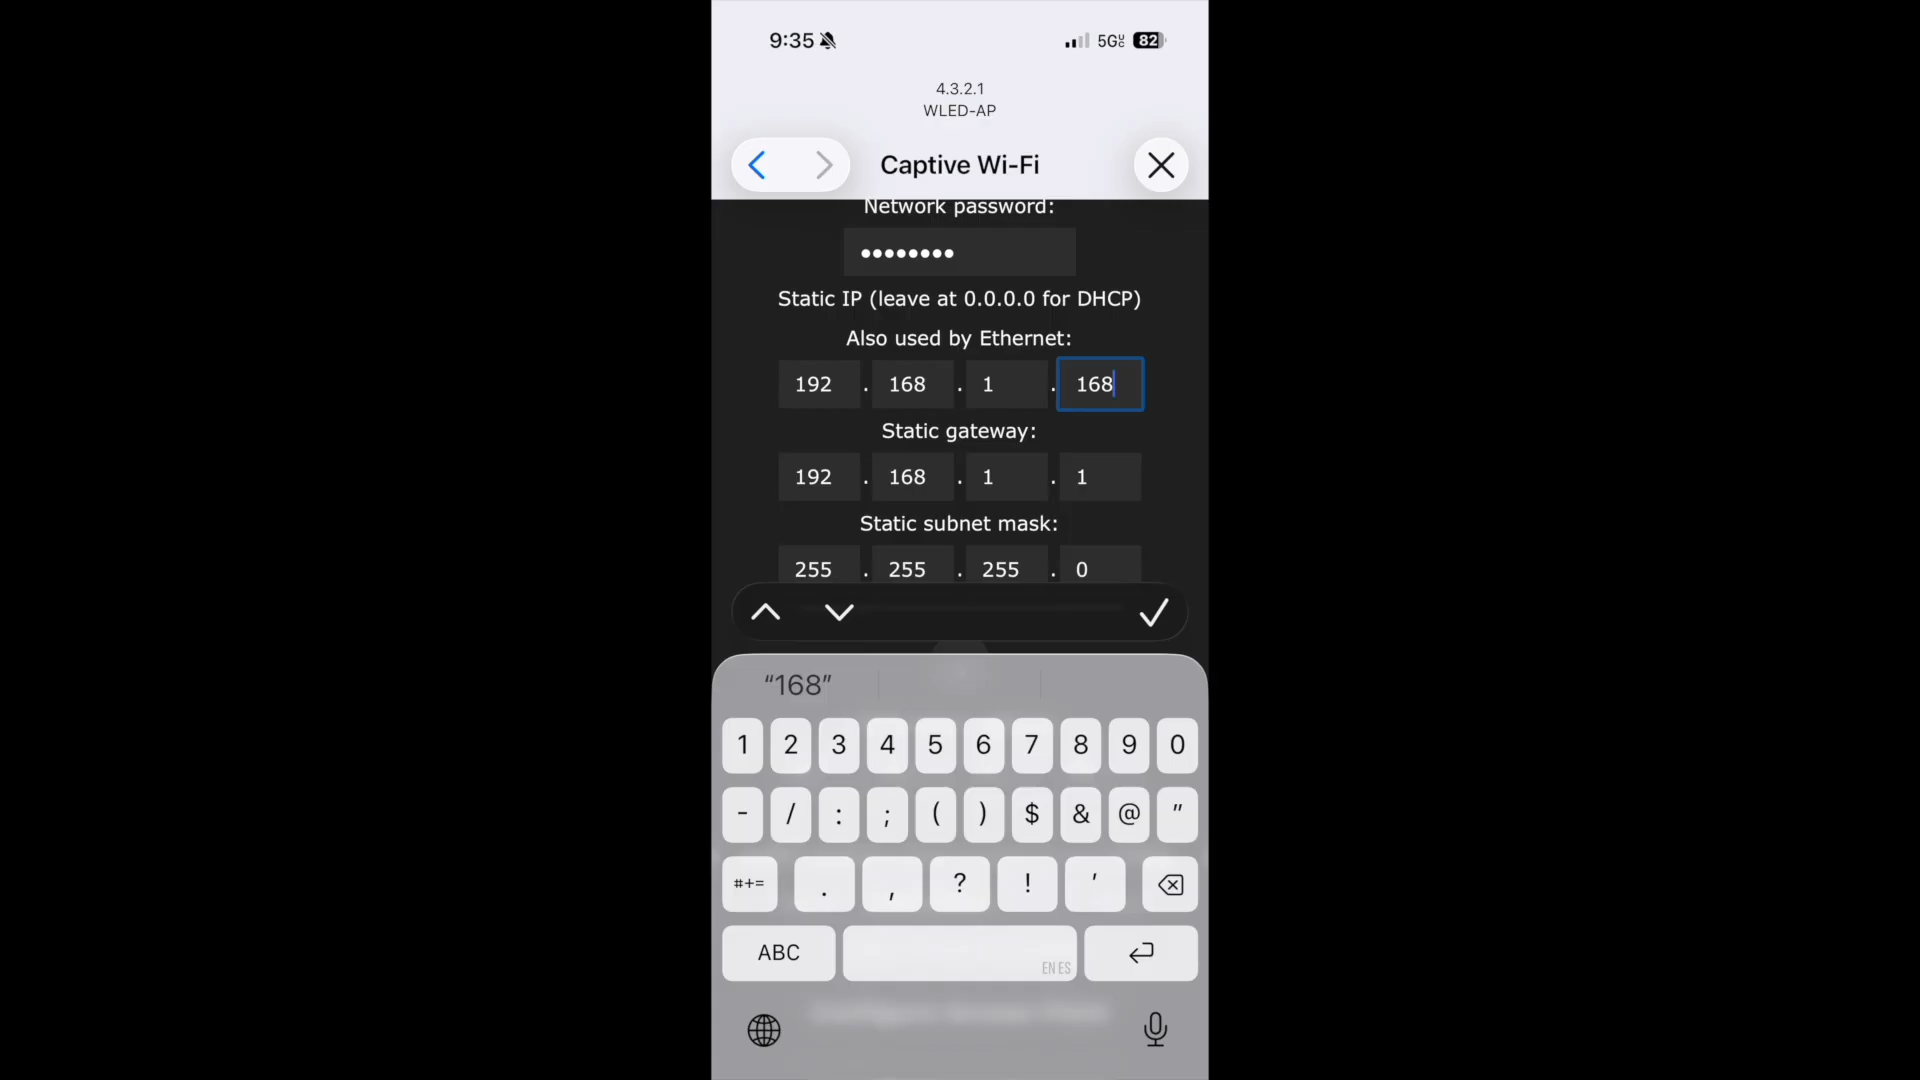 9:35 5G 82
4.3.2.1
WLED-AP
Captive Wi-Fi
Network password:
Static IP (leave at 0.0.0.0 for DHCP)
Also used by Ethernet:
192 . 168 . 1 . 168
Static gateway:
192 . 168 . 1 . 1
Static subnet mask:
255 . 255 . 255 . 0
“168”
1 2 3 4 5 6 7 8 9 0
- / : ; ( ) $ & @ "
#+= . , ? ! '
ABC EN ES